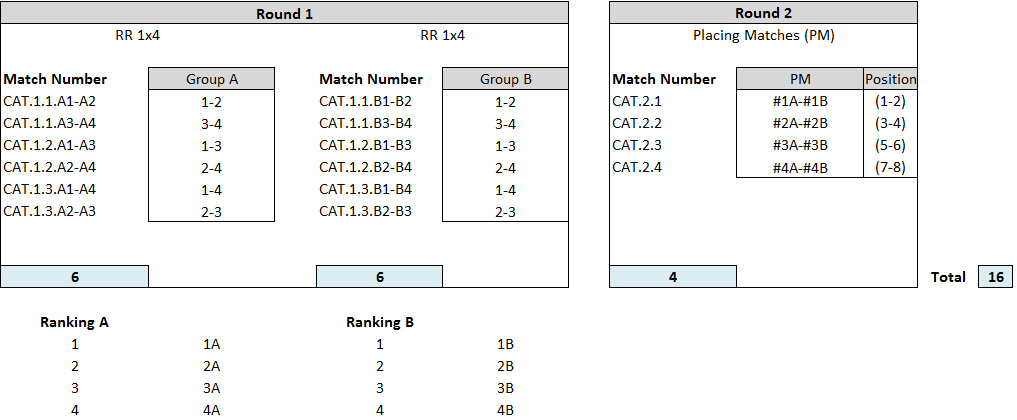 Round 1 Round 2
RR 1x4 RR 1x4 Placing Matches (PM)
Match Number Group A Match Number Group B Match Number PM Position
CAT.1.1.A1-A2 1-2 CAT.1.1.B1-B2 1-2 CAT.2.1 #1A-#1B (1-2)
CAT.1.1.A3-A4 3-4 CAT.1.1.B3-B4 3-4 CAT.2.2 #2A-#2B (3-4)
CAT.1.2.A1-A3 1-3 CAT.1.2.B1-B3 1-3 CAT.2.3 #3A-#3B (5-6)
CAT.1.2.A2-A4 2-4 CAT.1.2.B2-B4 2-4 CAT.2.4 #4A-#4B (7-8)
CAT.1.3.A1-A4 1-4 CAT.1.3.B1-B4 1-4
CAT.1.3.A2-A3 2-3 CAT.1.3.B2-B3 2-3
6 6 4 Total 16
Ranking A Ranking B
1 1A 1 1B
2 2A 2 2B
3 3A 3 3B
4 4A 4 4B